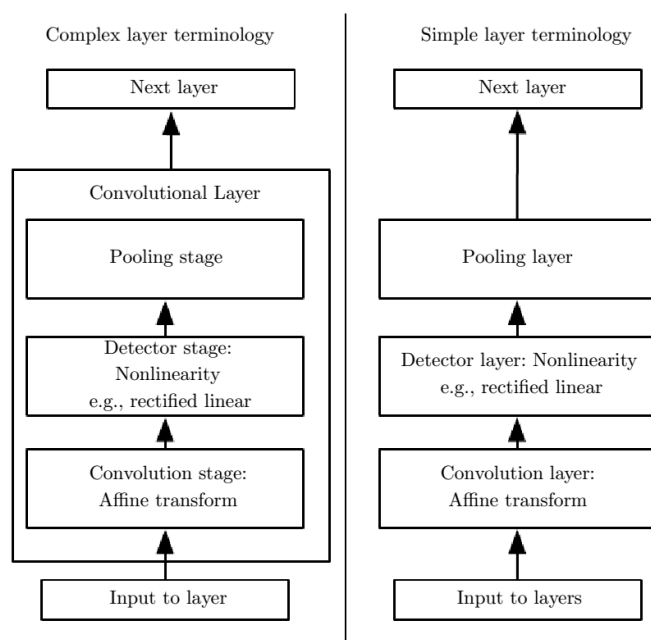 Complex layer terminology
Next layer
Convolutional Layer
Pooling stage
Detector stage:
Nonlinearity
e.g., rectified linear
Convolution stage:
Affine transform
Input to layer
Simple layer terminology
Next layer
Pooling layer
Detector layer: Nonlinearity
e.g., rectified linear
Convolution layer:
Affine transform
Input to layers